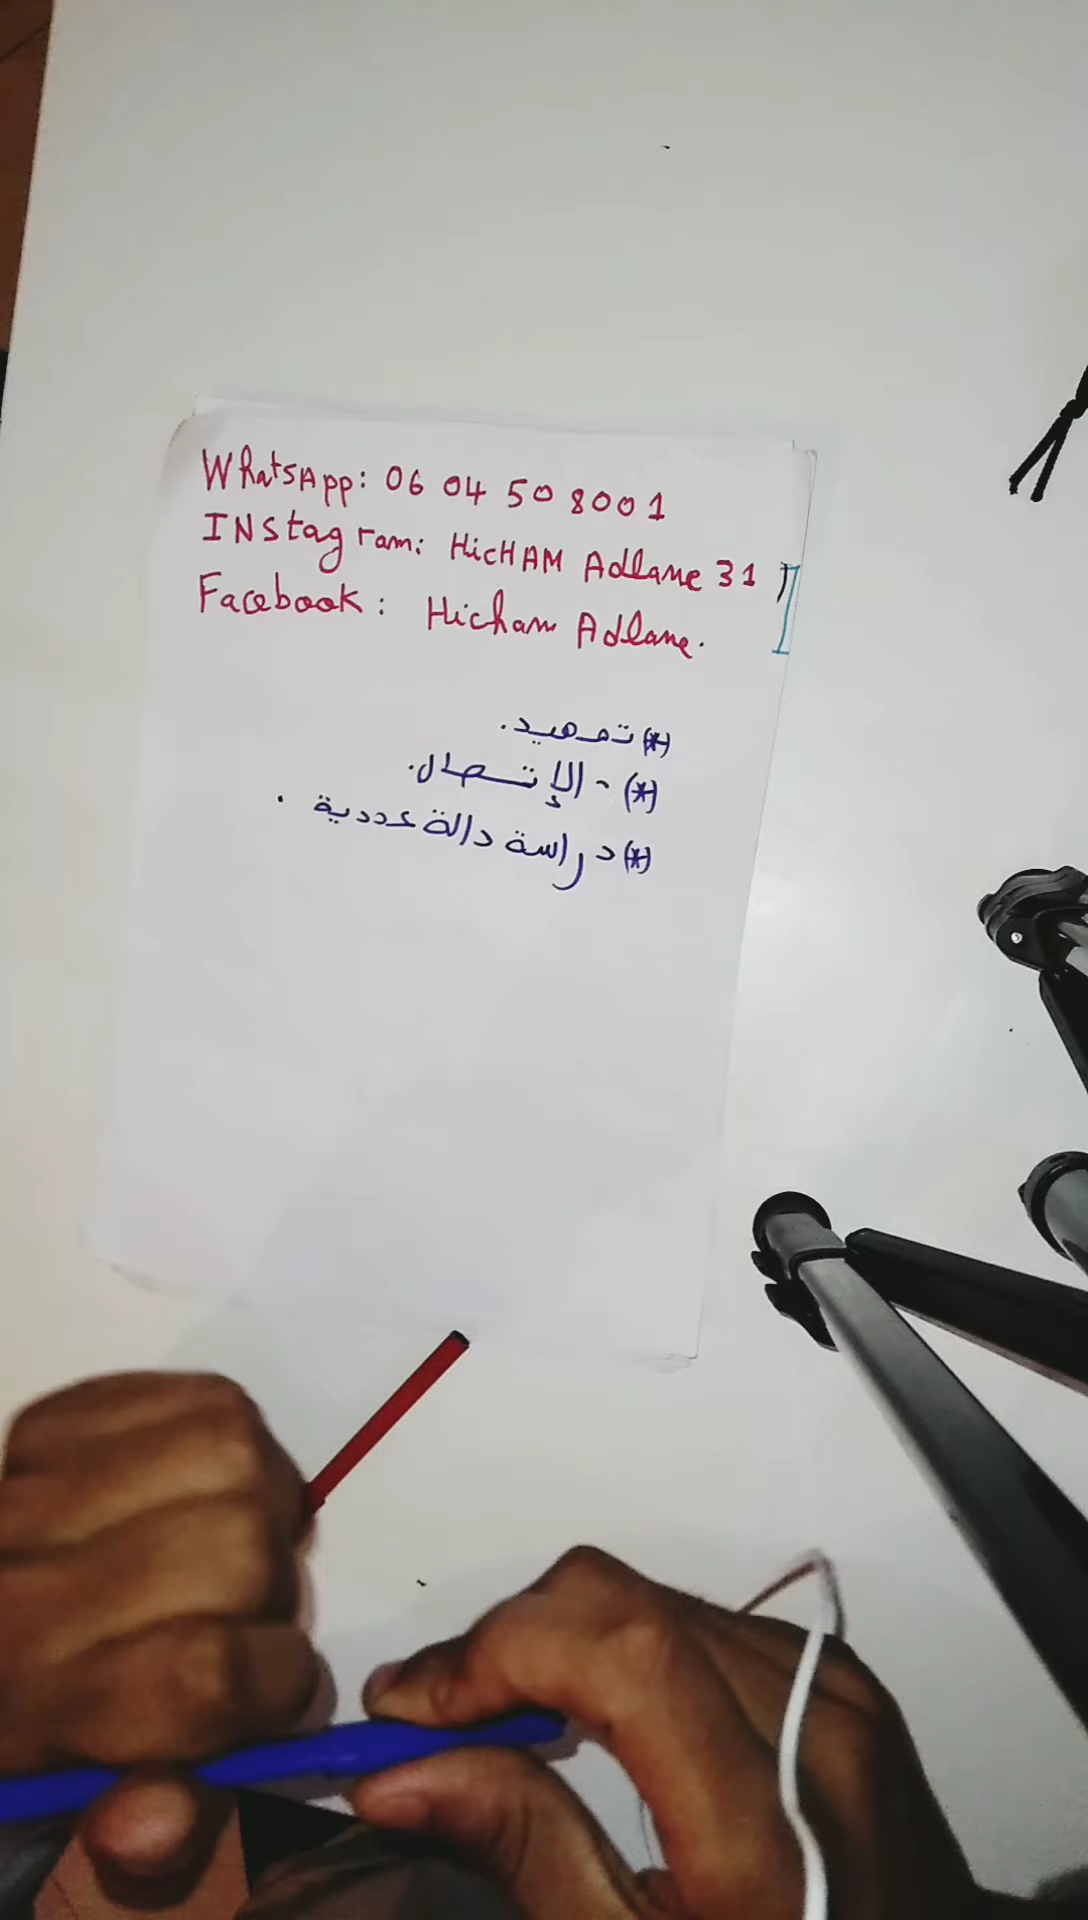 WhatsApp: 06 04 50 8001
INstagram: HicHAM Adlane 31
Facebook: Hicham Adlane.
(*) تمهيد.
(*) - الإتصال.
(*) دراسة دالة عددية.